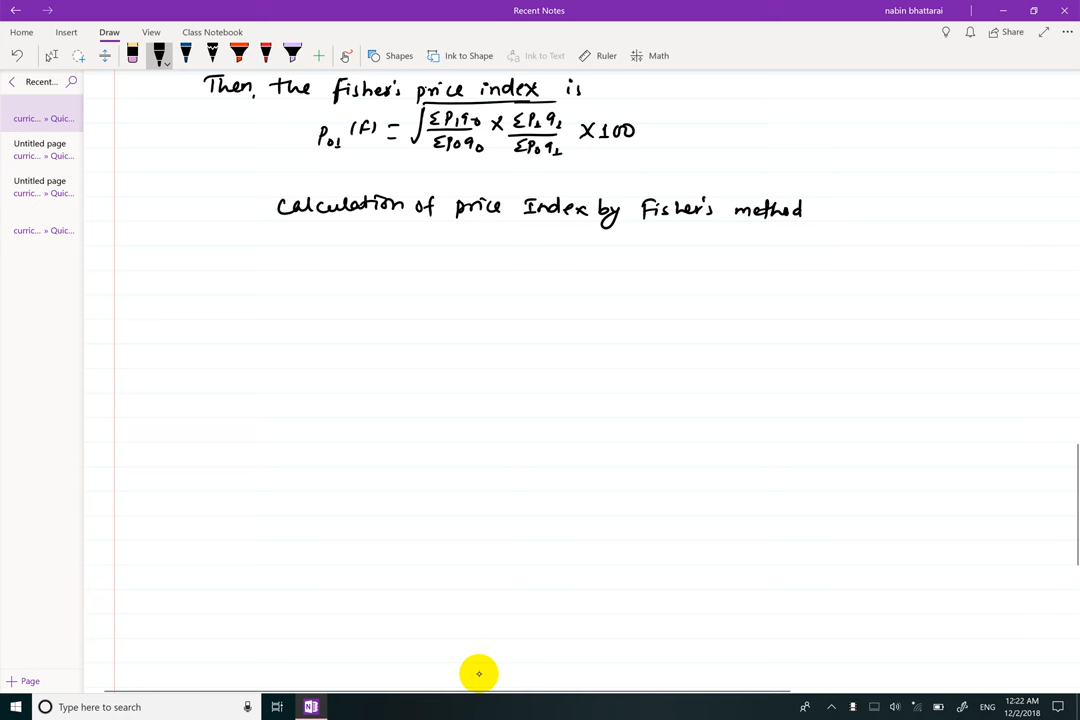 Recent Notes
nabin bhattarai
Home Insert Draw View Class Notebook
Share
Shapes Ink to Shape Ink to Text Ruler Math
Recent...
curric... » Quic...
Untitled page
curric... » Quic...
Untitled page
curric... » Quic...
curric... » Quic...
Then, the Fisher's price index is
P₀₁ (F) = √(ΣP₁q₀/ΣP₀q₀ × ΣP₁q₁/ΣP₀q₁) × 100
Calculation of price Index by Fisher's method
+ Page
Type here to search
ENG
12:22 AM
12/2/2018